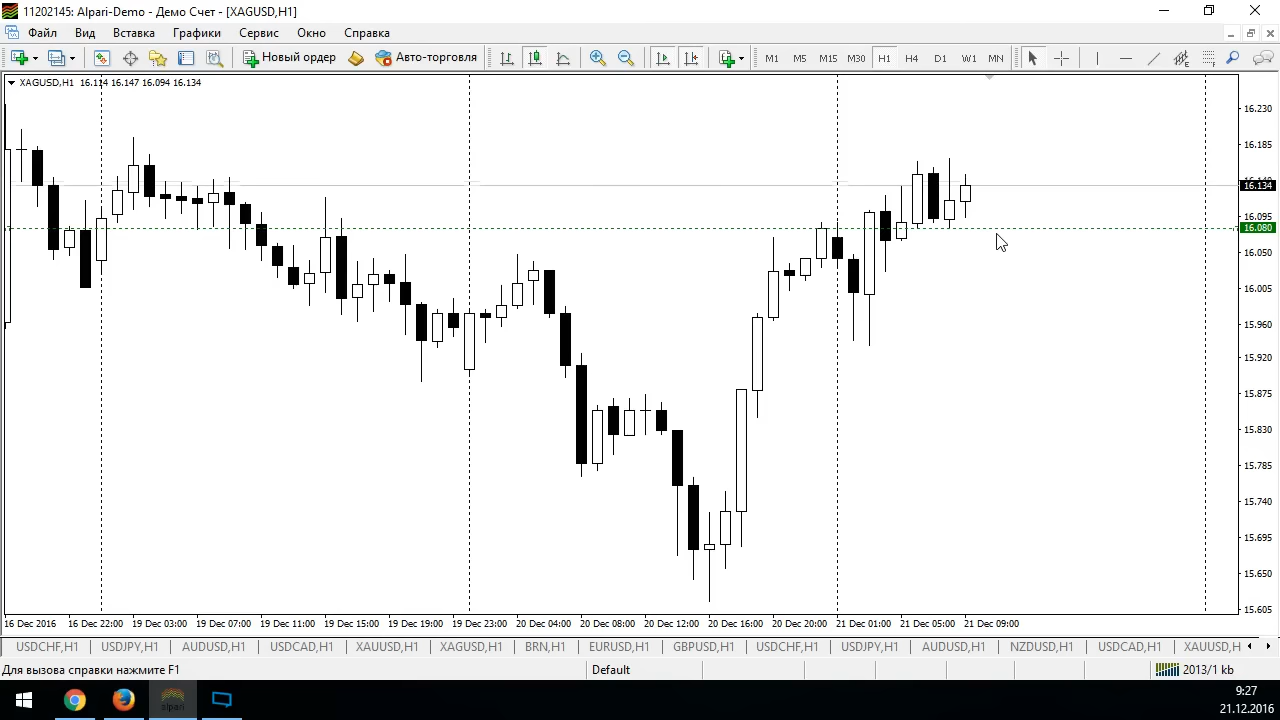 11202145: Alpari-Demo - Демо Счет - [XAGUSD,H1]
Файл Вид Вставка Графики Сервис Окно Справка
Новый ордер Авто-торговля M1 M5 M15 M30 H1 H4 D1 W1 MN
XAGUSD,H1 16.114 16.147 16.094 16.134
16.230
16.185
16.140
16.134
16.095
16.080
16.050
16.005
15.960
15.920
15.875
15.830
15.785
15.740
15.695
15.650
15.605
16 Dec 2016 16 Dec 22:00 19 Dec 03:00 19 Dec 07:00 19 Dec 11:00 19 Dec 15:00 19 Dec 19:00 19 Dec 23:00 20 Dec 04:00 20 Dec 08:00 20 Dec 12:00 20 Dec 16:00 20 Dec 20:00 21 Dec 01:00 21 Dec 05:00 21 Dec 09:00
USDCHF,H1 USDJPY,H1 AUDUSD,H1 USDCAD,H1 XAUUSD,H1 XAGUSD,H1 BRN,H1 EURUSD,H1 GBPUSD,H1 USDCHF,H1 USDJPY,H1 AUDUSD,H1 NZDUSD,H1 USDCAD,H1 XAUUSD,H
Для вызова справки нажмите F1 Default 2013/1 kb
alpari
9:27
21.12.2016